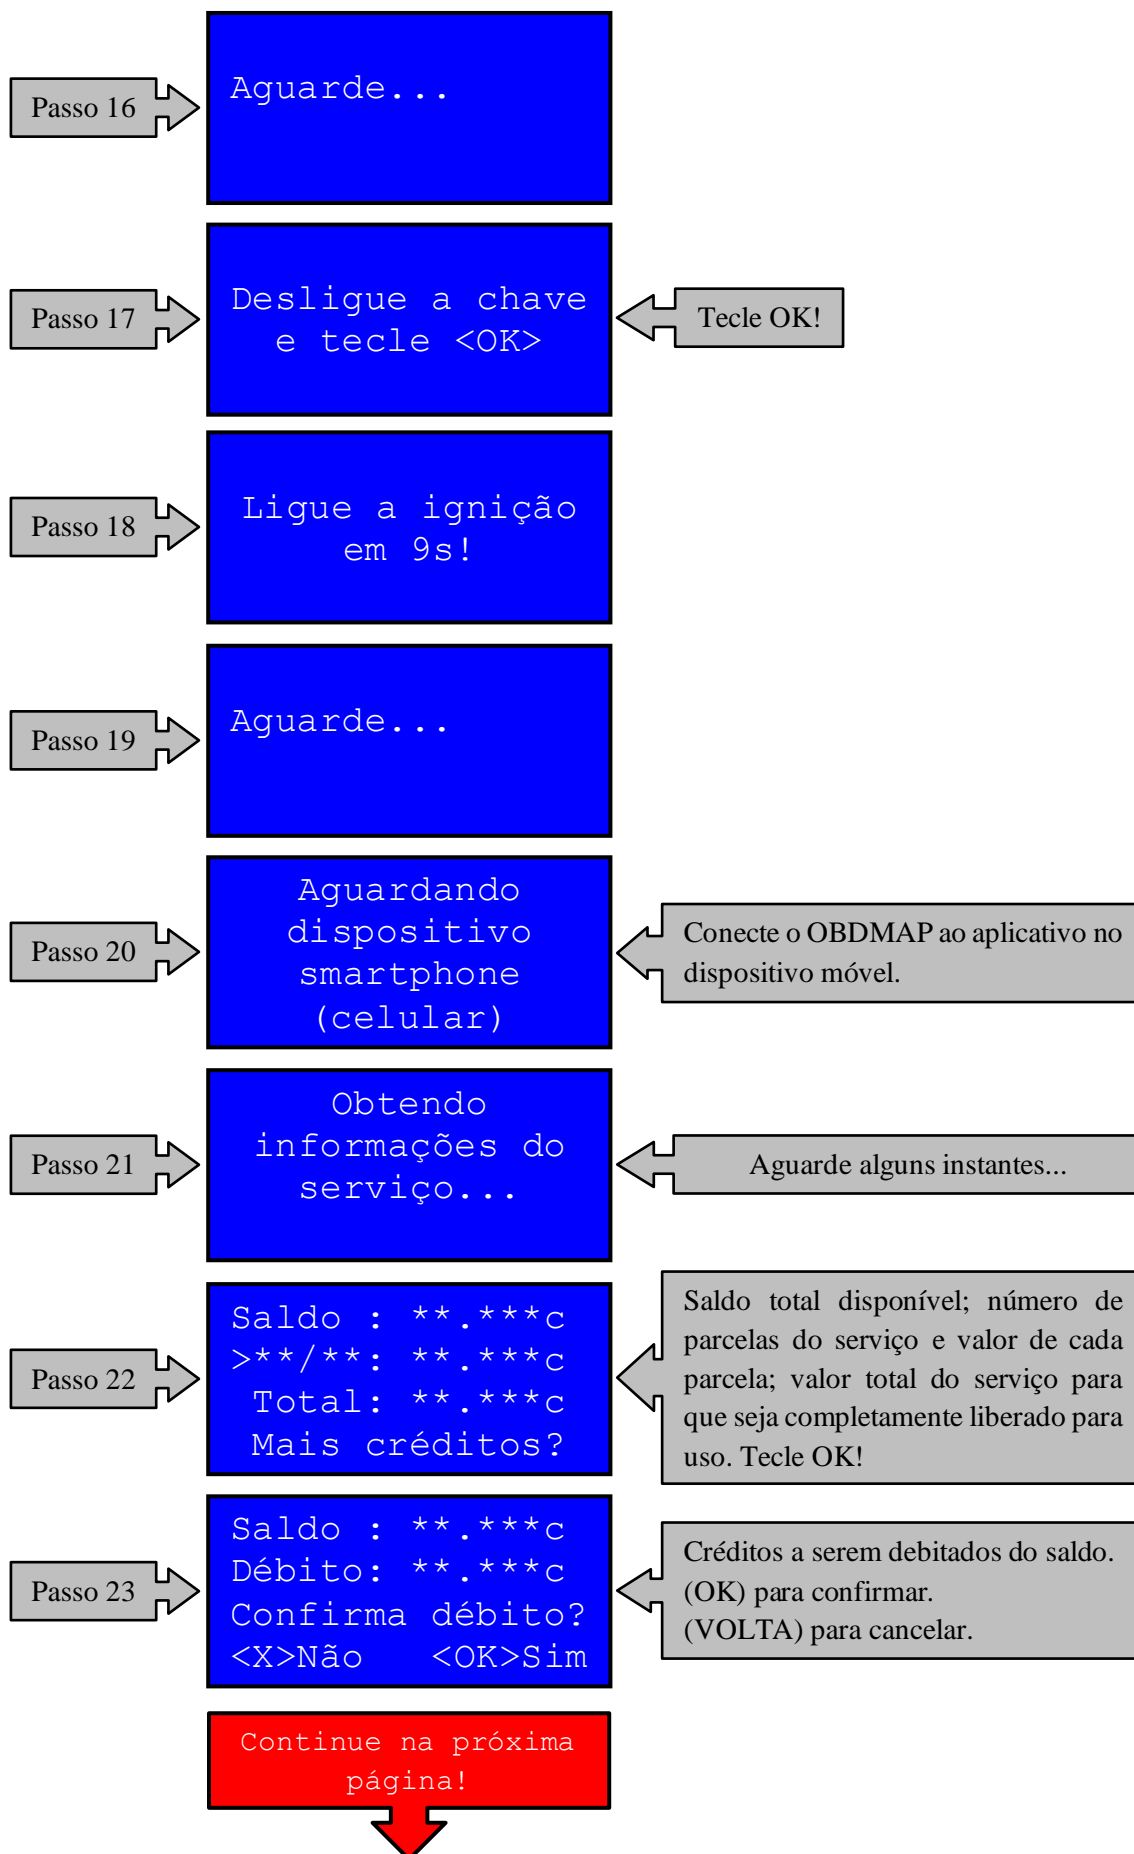 Passo 16
Aguarde...
Passo 17
Desligue a chave
e tecle <OK>
Tecle OK!
Passo 18
Ligue a ignição
em 9s!
Passo 19
Aguarde...
Passo 20
Aguardando
dispositivo
smartphone
(celular)
Conecte o OBDMAP ao aplicativo no
dispositivo móvel.
Passo 21
Obtendo
informações do
serviço...
Aguarde alguns instantes...
Passo 22
Saldo : **.***c
>**/**: **.***c
Total: **.***c
Mais créditos?
Saldo total disponível; número de
parcelas do serviço e valor de cada
parcela; valor total do serviço para
que seja completamente liberado para
uso. Tecle OK!
Passo 23
Saldo : **.***c
Débito: **.***c
Confirma débito?
<X>Não <OK>Sim
Créditos a serem debitados do saldo.
(OK) para confirmar.
(VOLTA) para cancelar.
Continue na próxima
página!